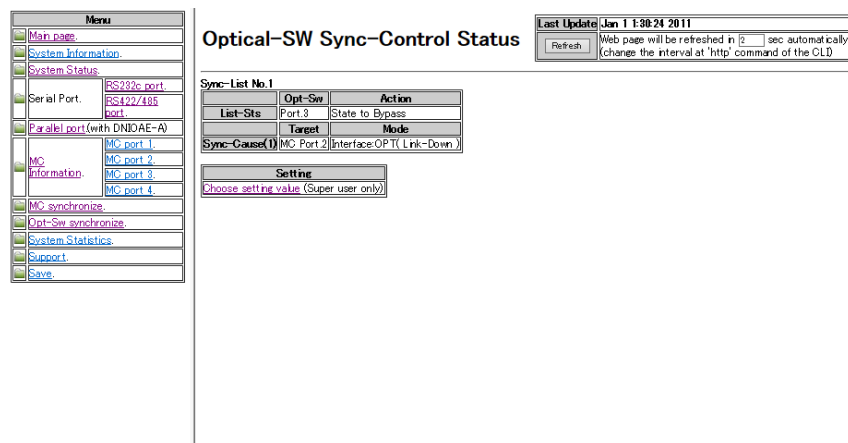 Menu
Main page.
System Information.
System Status.
Serial Port.
RS232c port.
RS422/485 port.
Parallel port.(with DNIOAE-A)
MC Information.
MC port 1.
MC port 2.
MC port 3.
MC port 4.
MC synchronize.
Opt-Sw synchronize.
System Statistics.
Support.
Save.
Optical-SW Sync-Control Status
Last Update Jan 1 1:30:24 2011
Refresh
Web page will be refreshed in 2 sec automatically
(change the interval at 'http' command of the CLI)
Sync-List No.1
Opt-Sw Action
List-Sts Port.3 State to Bypass
Target Mode
Sync-Cause(1) MC Port.2 Interface:OPT( Link-Down )
Setting
Choose setting value (Super user only)